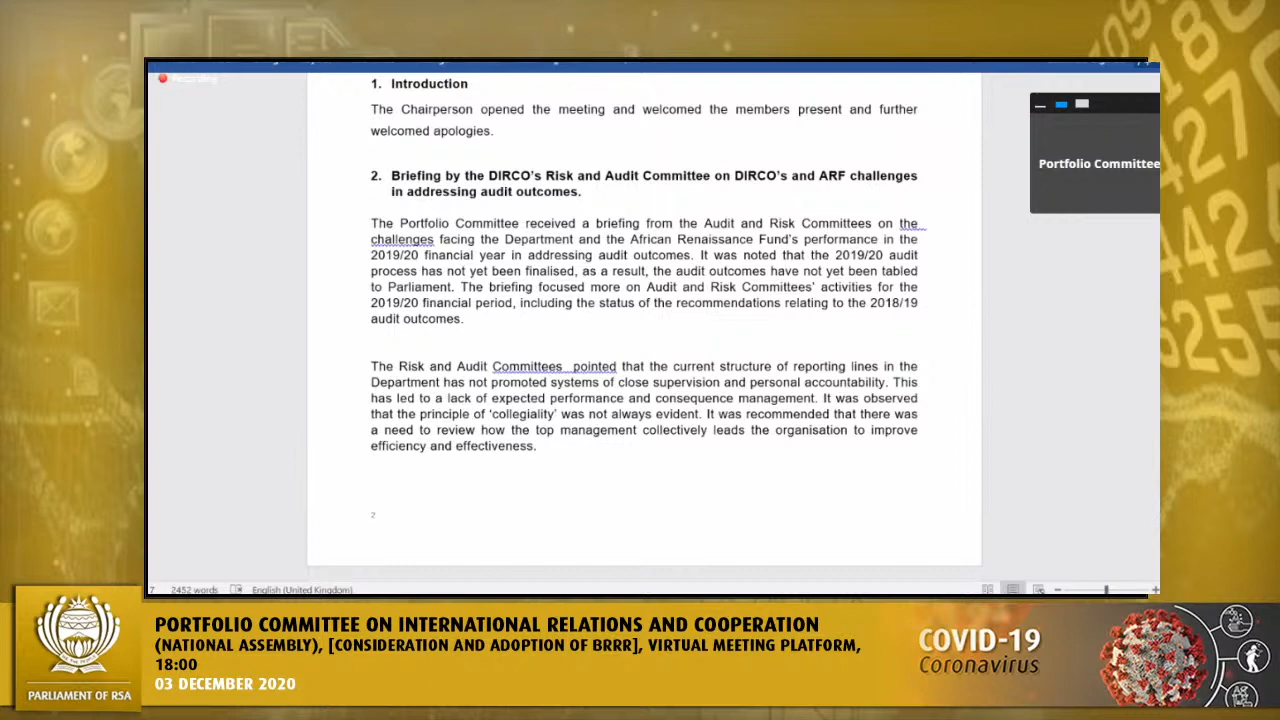 Recording
1. Introduction
The Chairperson opened the meeting and welcomed the members present and further
welcomed apologies.
2. Briefing by the DIRCO's Risk and Audit Committee on DIRCO's and ARF challenges
in addressing audit outcomes.
The Portfolio Committee received a briefing from the Audit and Risk Committees on the
challenges facing the Department and the African Renaissance Fund's performance in the
2019/20 financial year in addressing audit outcomes. It was noted that the 2019/20 audit
process has not yet been finalised, as a result, the audit outcomes have not yet been tabled
to Parliament. The briefing focused more on Audit and Risk Committees' activities for the
2019/20 financial period, including the status of the recommendations relating to the 2018/19
audit outcomes.
The Risk and Audit Committees pointed that the current structure of reporting lines in the
Department has not promoted systems of close supervision and personal accountability. This
has led to a lack of expected performance and consequence management. It was observed
that the principle of 'collegiality' was not always evident. It was recommended that there was
a need to review how the top management collectively leads the organisation to improve
efficiency and effectiveness.
2
Portfolio Committee
7 2452 words English (United Kingdom)
PARLIAMENT OF RSA
PORTFOLIO COMMITTEE ON INTERNATIONAL RELATIONS AND COOPERATION
(NATIONAL ASSEMBLY), [CONSIDERATION AND ADOPTION OF BRRR], VIRTUAL MEETING PLATFORM,
18:00
03 DECEMBER 2020
COVID-19
Coronavirus